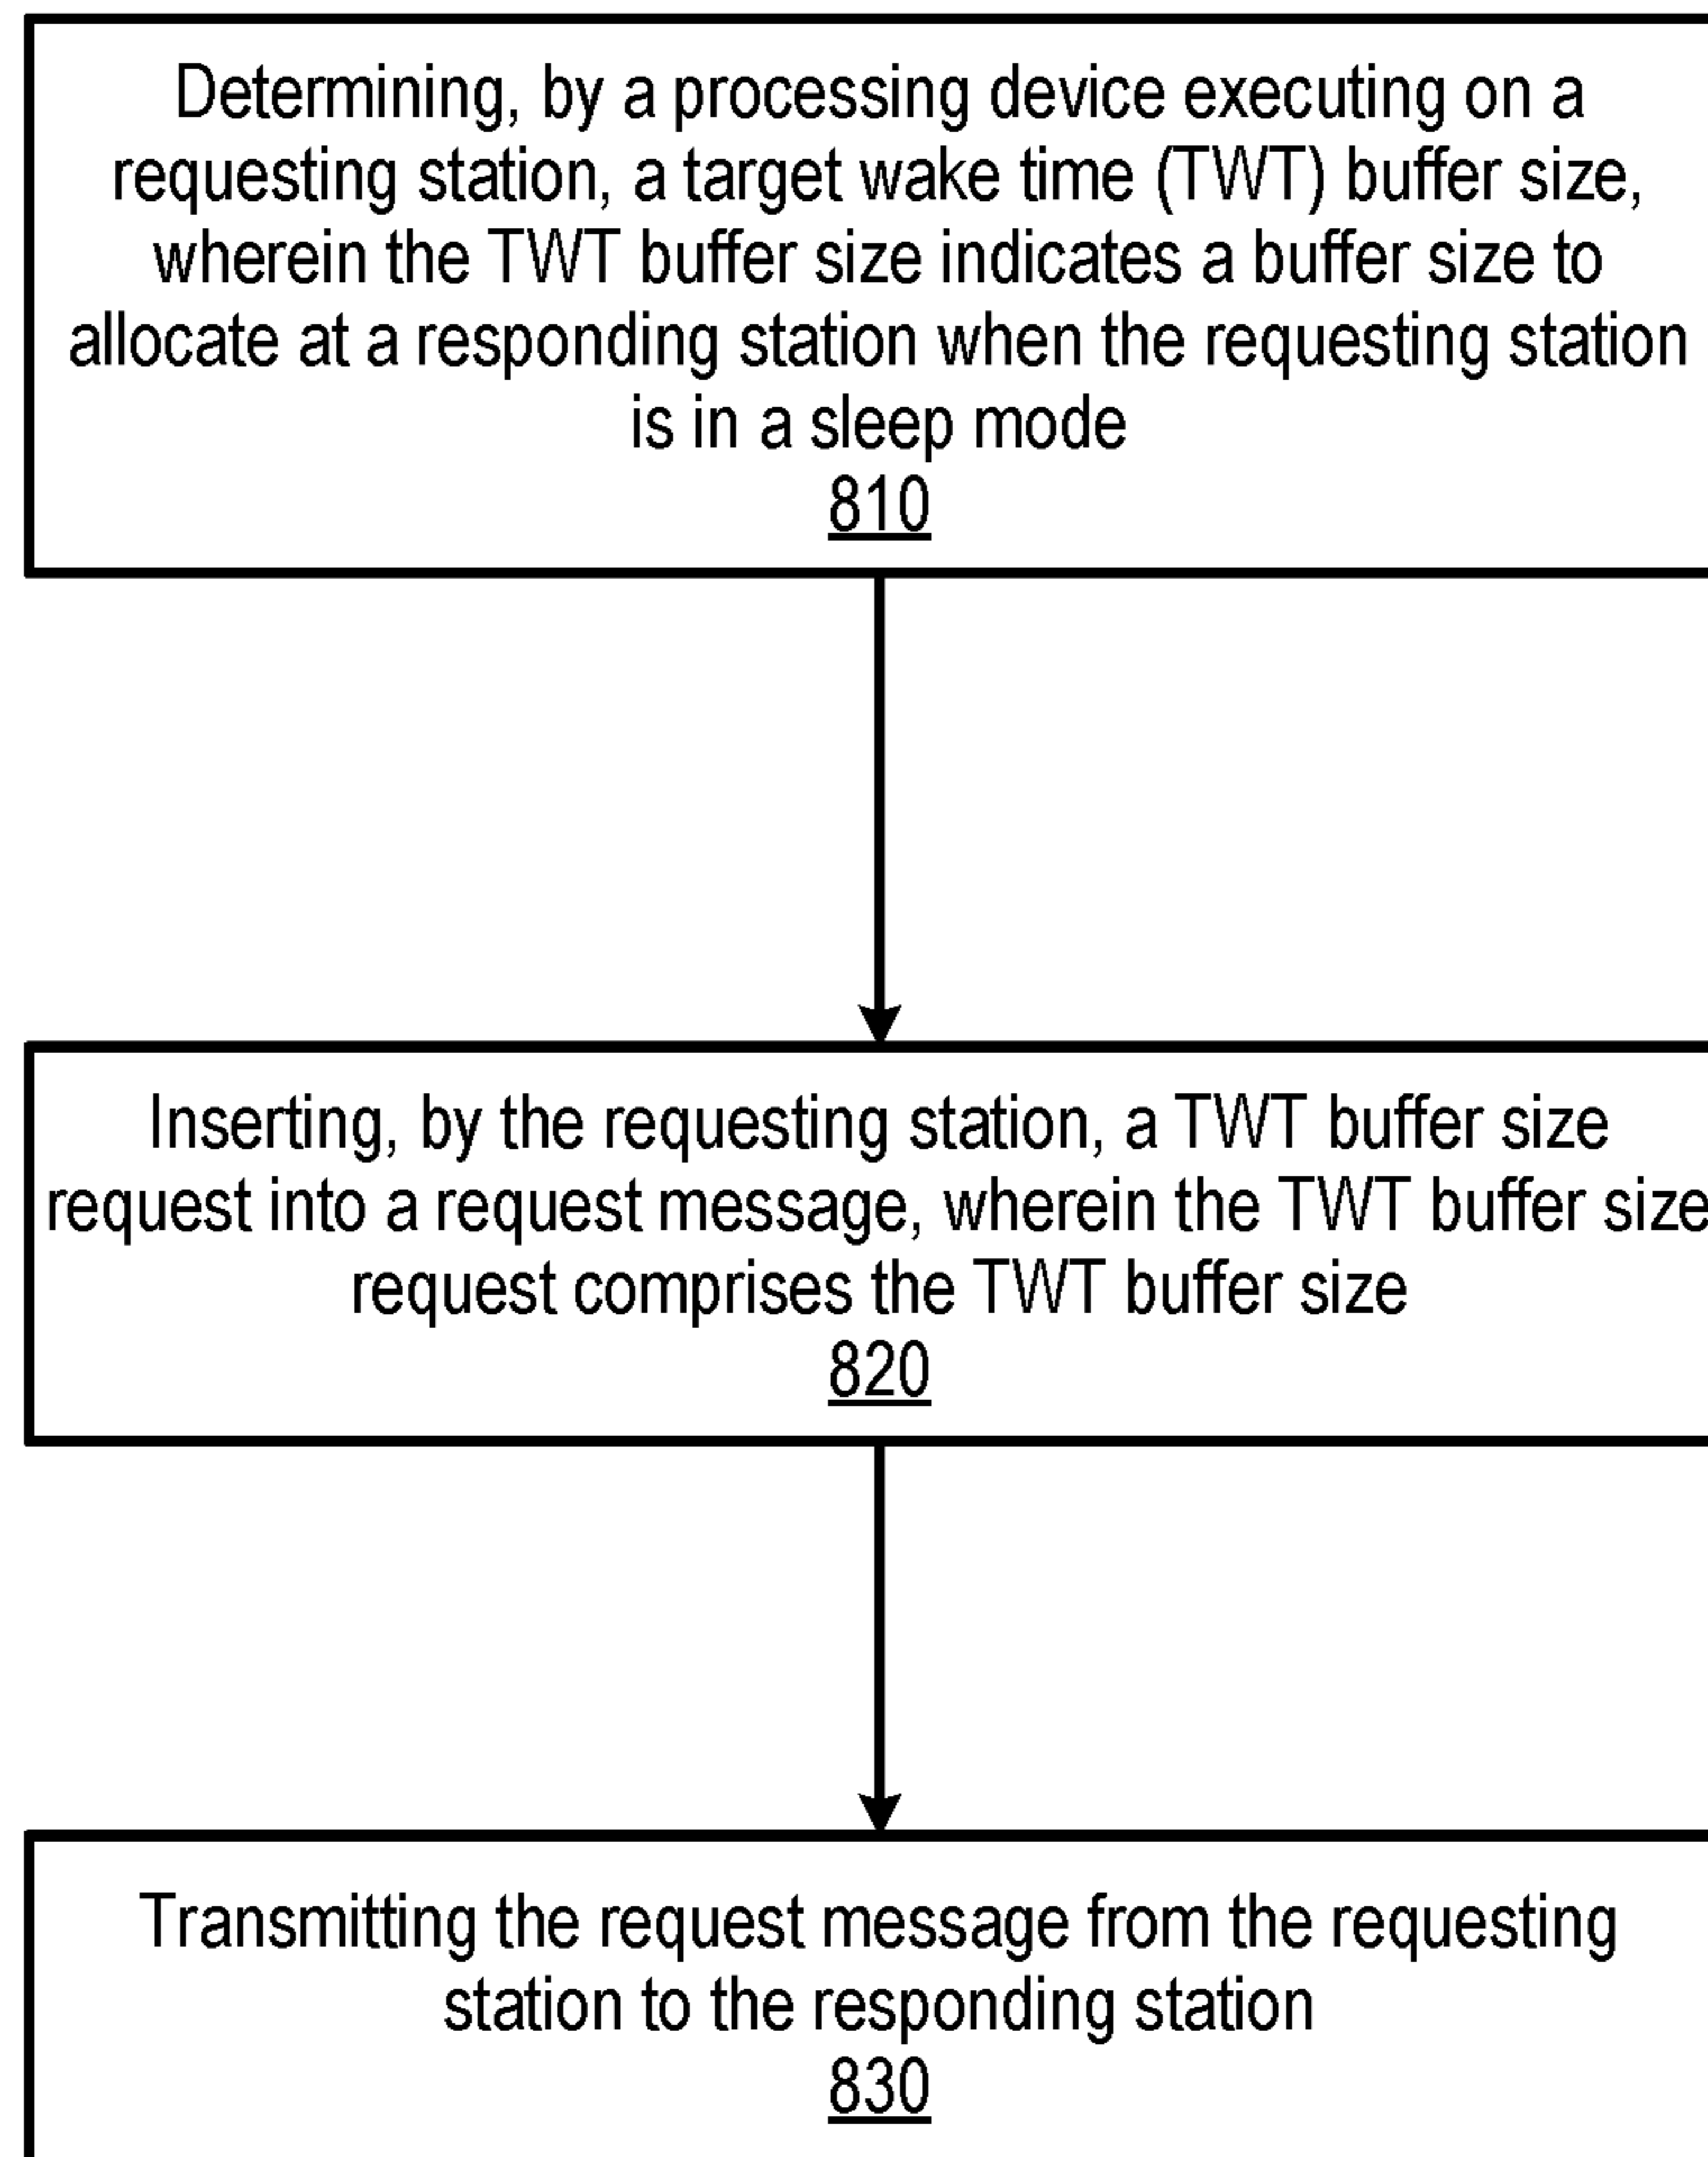 Determining, by a processing device executing on a
requesting station, a target wake time (TWT) buffer size,
wherein the TWT buffer size indicates a buffer size to
allocate at a responding station when the requesting station
is in a sleep mode
810
Inserting, by the requesting station, a TWT buffer size
request into a request message, wherein the TWT buffer size
request comprises the TWT buffer size
820
Transmitting the request message from the requesting
station to the responding station
830